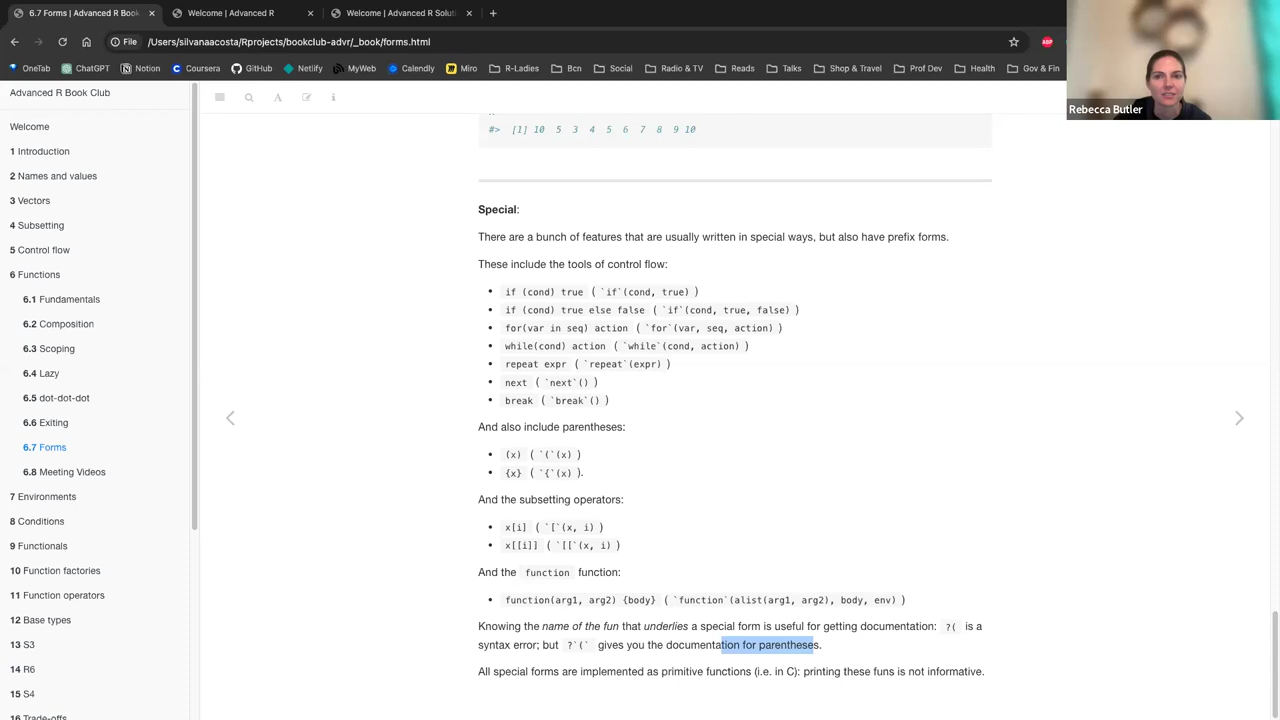 6.7 Forms | Advanced R Book C
Welcome | Advanced R
Welcome | Advanced R Soluti
File
/Users/silvanaacosta/Rprojects/bookclub-advr/_book/forms.html
OneTab
ChatGPT
Notion
Coursera
GitHub
Netlify
MyWeb
Calendly
Miro
R-Ladies
Bcn
Social
Radio & TV
Reads
Talks
Shop & Travel
Prof Dev
Health
Gov & Fin
ABP
Rebecca Butler
Advanced R Book Club
Welcome
1 Introduction
2 Names and values
3 Vectors
4 Subsetting
5 Control flow
6 Functions
6.1 Fundamentals
6.2 Composition
6.3 Scoping
6.4 Lazy
6.5 dot-dot-dot
6.6 Exiting
6.7 Forms
6.8 Meeting Videos
7 Environments
8 Conditions
9 Functionals
10 Function factories
11 Function operators
12 Base types
13 S3
14 R6
15 S4
16 Trade-offs
#> [1] 10 5 3 4 5 6 7 8 9 10
Special:
There are a bunch of features that are usually written in special ways, but also have prefix forms.
These include the tools of control flow:
• if (cond) true ( `if`(cond, true) )
• if (cond) true else false ( `if`(cond, true, false) )
• for(var in seq) action ( `for`(var, seq, action) )
• while(cond) action ( `while`(cond, action) )
• repeat expr ( `repeat`(expr) )
• next ( `next`() )
• break ( `break`() )
And also include parentheses:
• (x) ( `(`(x) )
• {x} ( `{`(x) ).
And the subsetting operators:
• x[i] ( `[`(x, i) )
• x[[i]] ( `[[`(x, i) )
And the function function:
• function(arg1, arg2) {body} ( `function`(alist(arg1, arg2), body, env) )
Knowing the name of the fun that underlies a special form is useful for getting documentation: ?( is a
syntax error; but ?`(` gives you the documentation for parentheses.
All special forms are implemented as primitive functions (i.e. in C): printing these funs is not informative.